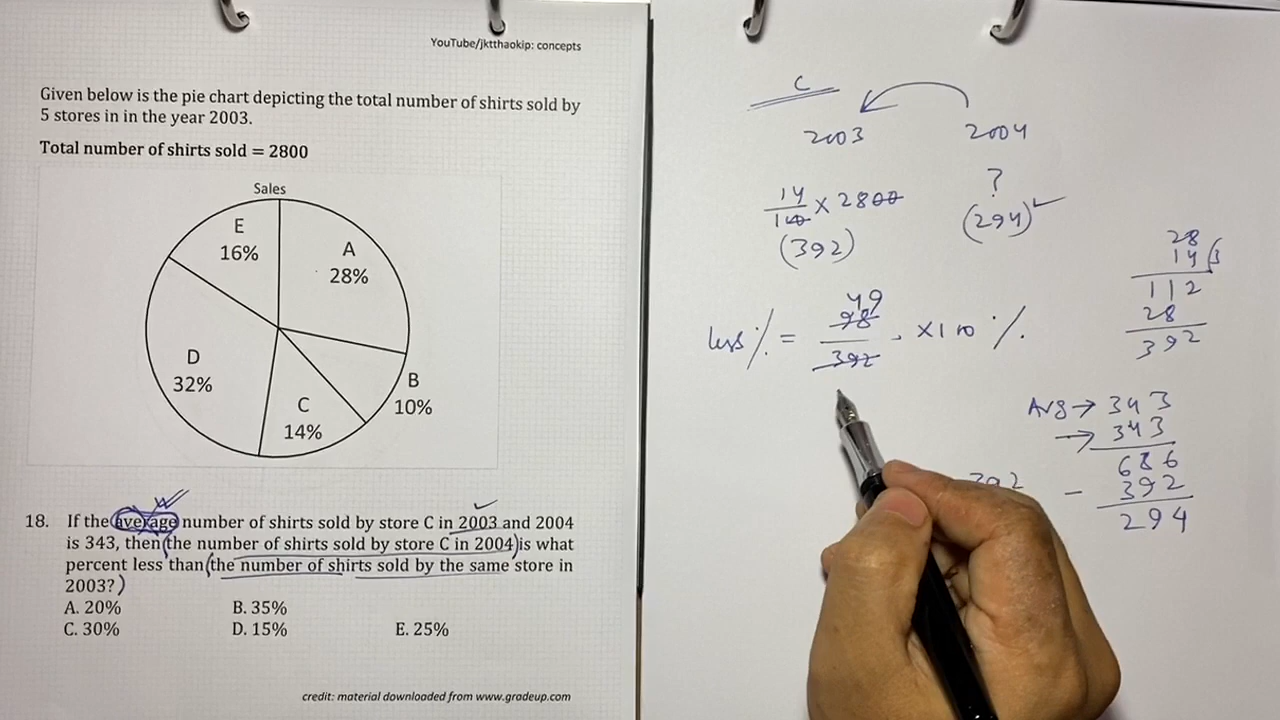 YouTube/jktthaokip: concepts
Given below is the pie chart depicting the total number of shirts sold by
5 stores in in the year 2003.
Total number of shirts sold = 2800
Sales
E
16%
A
28%
D
32%
B
10%
C
14%
18. If the average number of shirts sold by store C in 2003 and 2004
is 343, then (the number of shirts sold by store C in 2004) is what
percent less than (the number of shirts sold by the same store in
2003?)
A. 20% B. 35%
C. 30% D. 15% E. 25%
credit: material downloaded from www.gradeup.com
C
2003 2004
14/100 × 2800
(392)
?
(294)
28
14
112
28
392
less % = 98/392 × 100 %
49
Avg → 343
→ 343
686
- 392
294
392